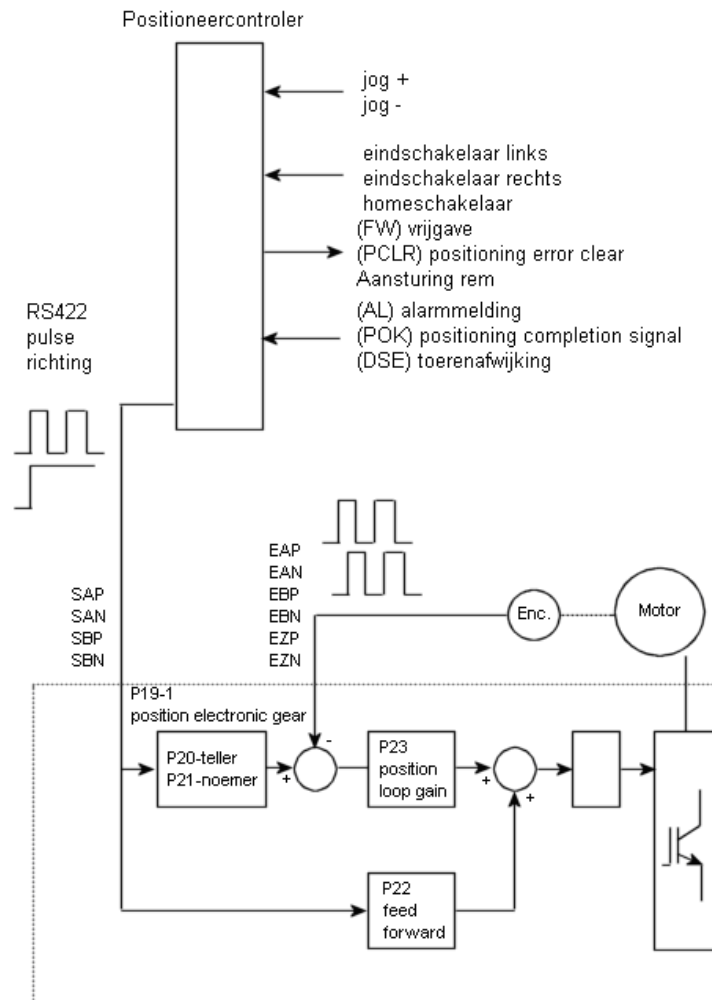 Positioneercontroler
jog +
jog -
eindschakelaar links
eindschakelaar rechts
homeschakelaar
(FW) vrijgave
(PCLR) positioning error clear
Aansturing rem
(AL) alarmmelding
(POK) positioning completion signal
(DSE) toerenafwijking
RS422
pulse
richting
SAP
SAN
SBP
SBN
EAP
EAN
EBP
EBN
EZP
EZN
Enc.
Motor
P19-1
position electronic gear
P20-teller
P21-noemer
-
+
P23
position
loop gain
+
+
P22
feed
forward